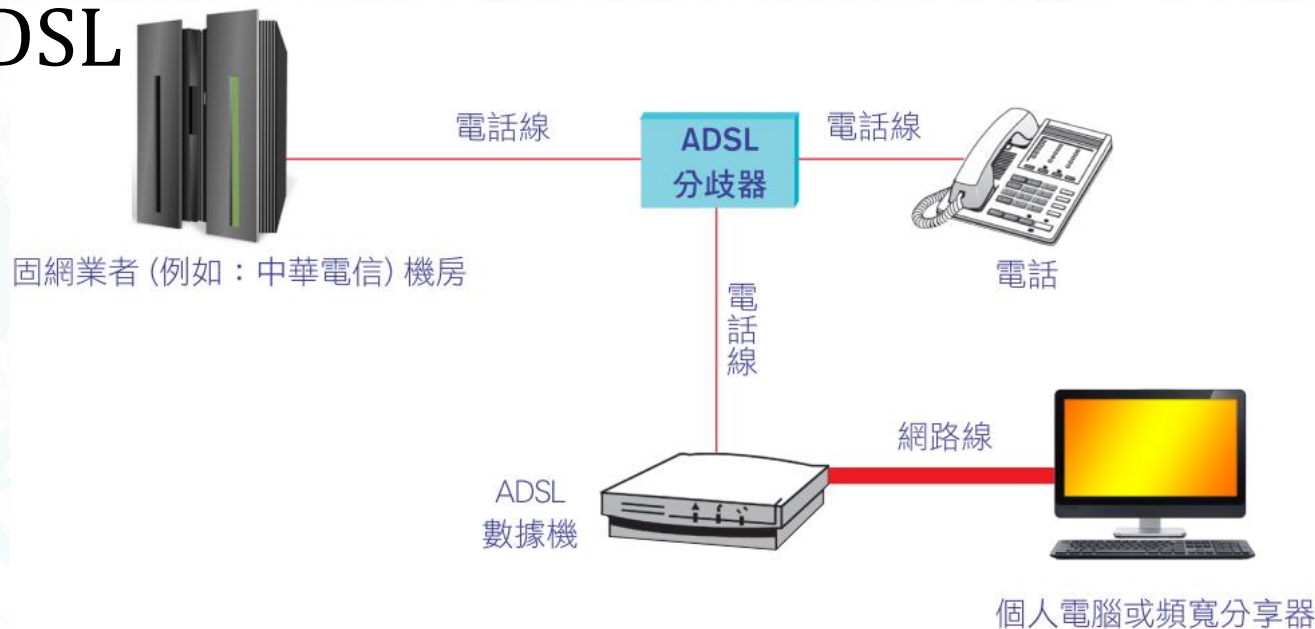 DSL
電話線
ADSL
分歧器
電話線
固網業者 (例如：中華電信) 機房
電話
電話線
網路線
ADSL
數據機
個人電腦或頻寬分享器